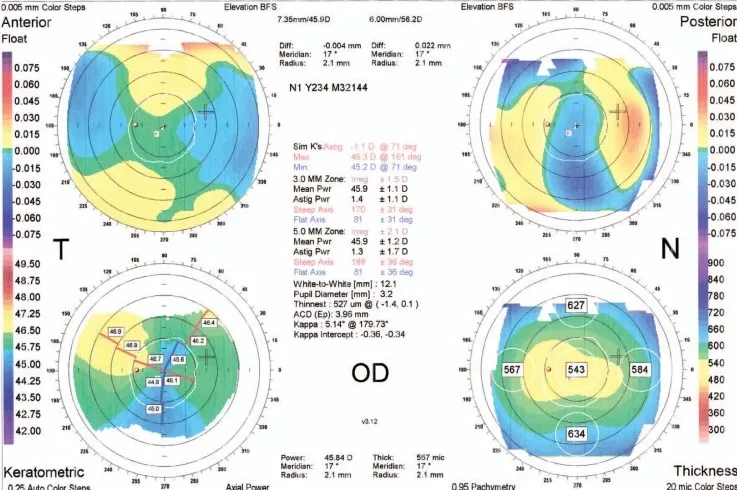 0.005 mm Color Steps
Elevation BFS
7.35mm/45.9D
6.00mm/56.2D
Elevation BFS
0.005 mm Color Steps
Anterior
Float
Posterior
Float
Diff: -0.004 mm
Meridian: 17 °
Radius: 2.1 mm
Diff: 0.022 mm
Meridian: 17 °
Radius: 2.1 mm
N1 Y234 M32144
0.075
0.060
0.045
0.030
0.015
0.000
-0.015
-0.030
-0.045
-0.060
-0.075
0.075
0.060
0.045
0.030
0.015
0.000
-0.015
-0.030
-0.045
-0.060
-0.075
Sim K's: Astig -1.1 D @ 71 deg
Max 46.3 D @ 161 deg
Min 45.2 D @ 71 deg
3.0 MM Zone: Irreg ± 1.5 D
Mean Pwr 45.9 ± 1.1 D
Astig Pwr 1.4 ± 1.1 D
Steep Axis 170 ± 31 deg
Flat Axis 81 ± 31 deg
5.0 MM Zone: Irreg ± 2.1 D
Mean Pwr 45.9 ± 1.2 D
Astig Pwr 1.3 ± 1.7 D
Steep Axis 168 ± 36 deg
Flat Axis 81 ± 36 deg
White-to-White [mm] : 12.1
Pupil Diameter [mm] : 3.2
Thinnest : 527 um @ ( -1.4, 0.1 )
ACD (Ep): 3.96 mm
Kappa : 5.14° @ 179.73°
Kappa Intercept : -0.36, -0.34
T
N
OD
v3.12
49.50
48.75
48.00
47.25
46.50
45.75
45.00
44.25
43.50
42.75
42.00
46.9
46.8
46.7
45.6
46.2
46.4
44.9
46.1
45.0
627
567
543
584
634
900
840
780
720
660
600
540
480
420
360
300
Power: 45.84 D
Meridian: 17 °
Radius: 2.1 mm
Thick: 557 mic
Meridian: 17 °
Radius: 2.1 mm
Keratometric
0.25 Auto Color Steps
Axial Power
0.95 Pachymetry
Thickness
20 mic Color Steps